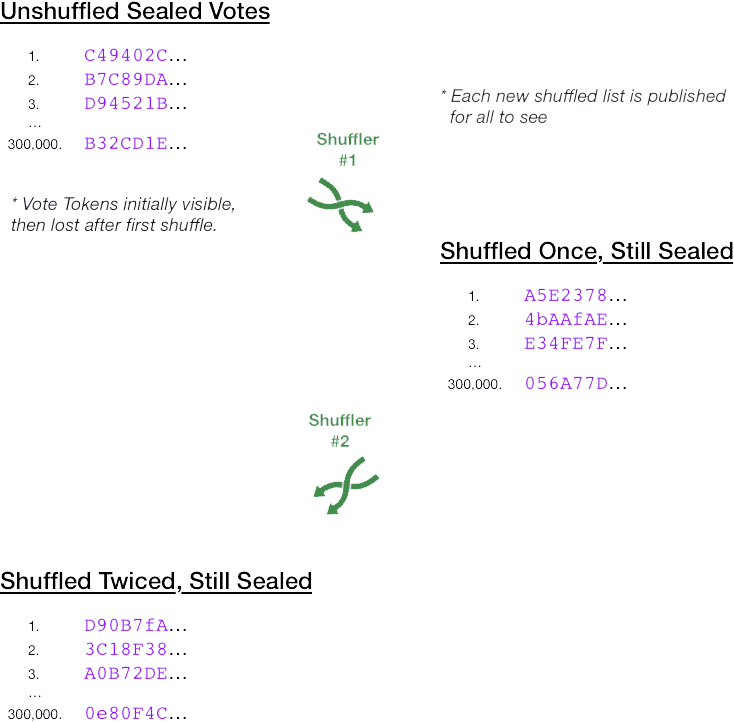 Unshuffled Sealed Votes
1. C49402C...
2. B7C89DA...
3. D94521B...
...
300,000. B32CD1E...
* Each new shuffled list is published
for all to see
Shuffler
#1
* Vote Tokens initially visible,
then lost after first shuffle.
Shuffled Once, Still Sealed
1. A5E2378...
2. 4bAAfAE...
3. E34FE7F...
...
300,000. 056A77D...
Shuffler
#2
Shuffled Twiced, Still Sealed
1. D90B7fA...
2. 3C18F38...
3. A0B72DE...
...
300,000. 0e80F4C...